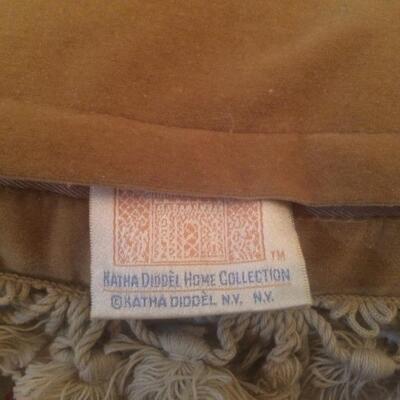 TM
KATHA DIDDÈL HOME COLLECTION
©KATHA DIDDÈL N.Y. N.Y.